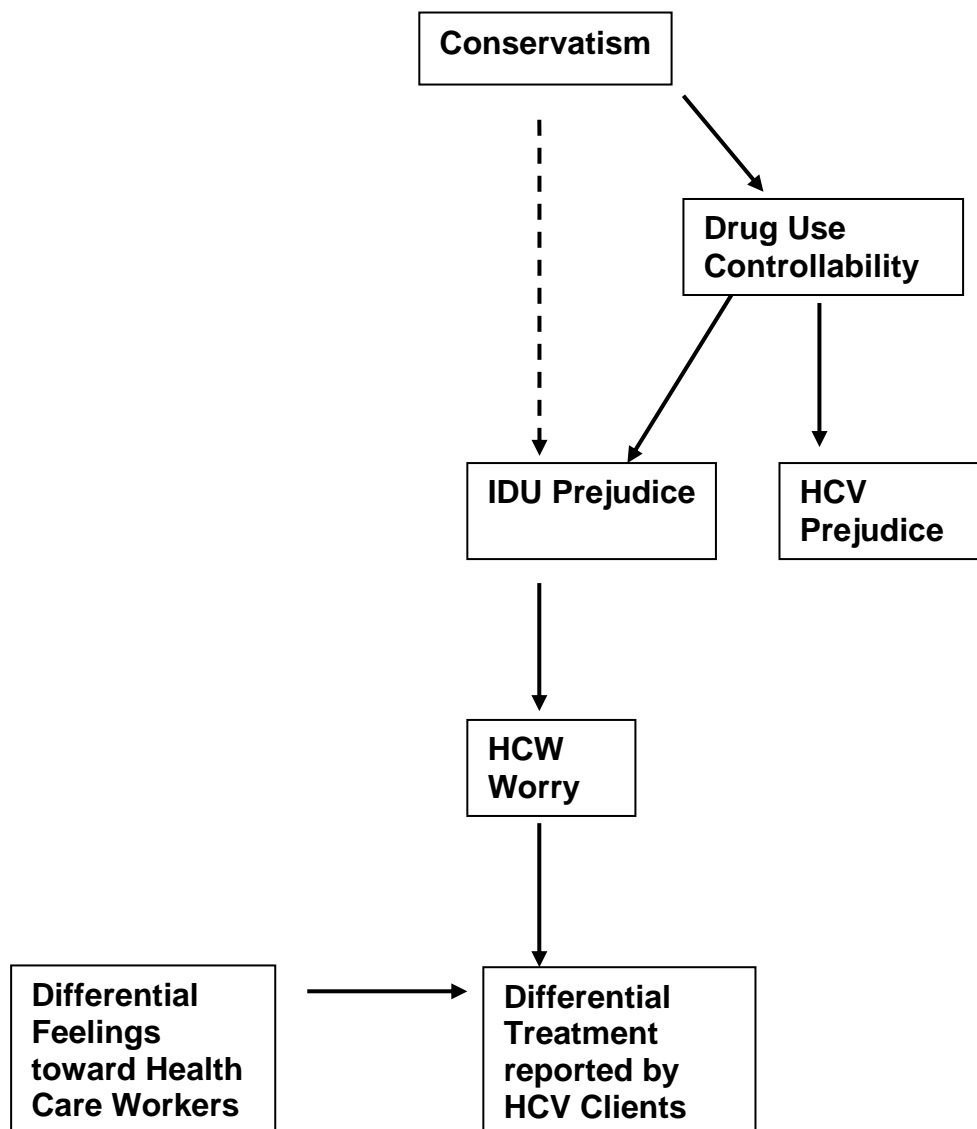 Conservatism
Drug Use
Controllability
IDU Prejudice
HCV
Prejudice
HCW
Worry
Differential
Feelings
toward Health
Care Workers
Differential
Treatment
reported by
HCV Clients